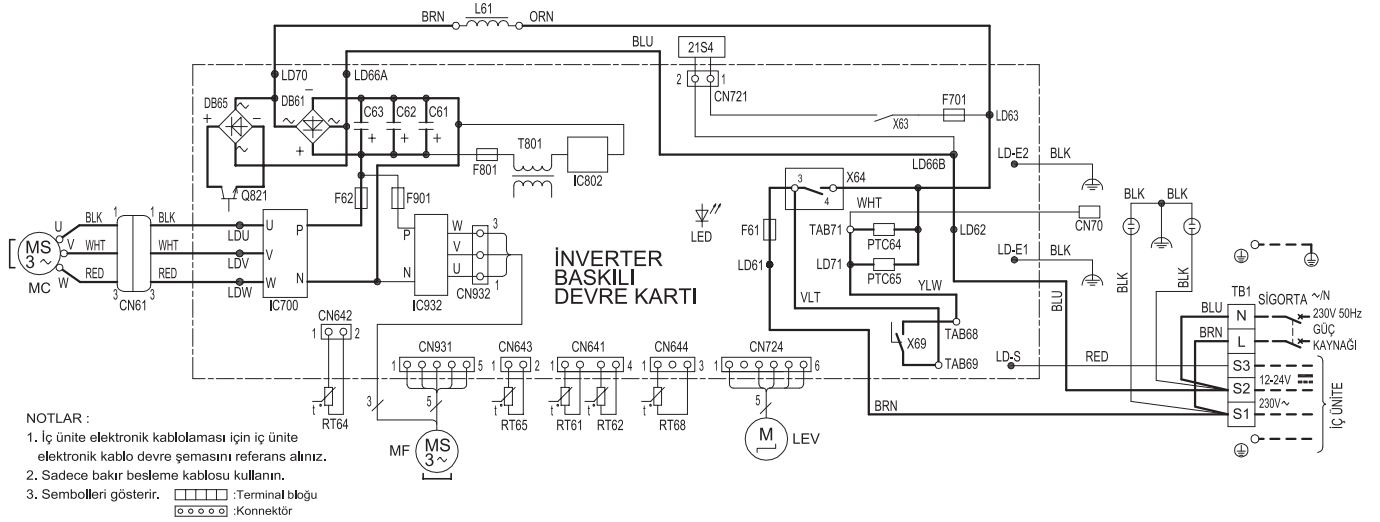 BRN L61 ORN
BLU
21S4
LD70 LD66A
2 1
CN721
DB65 DB61 C63 C62 C61
F701
X63 LD63
T801
F801 IC802
LD66B
LD-E2 BLK
Q821
F62 F901
3 X64
4
WHT
BLK BLK
U BLK 1 1 BLK LDU U P
LED
F61
TAB71 PTC64 LD62
CN70
MS 3~ V WHT WHT LDV V
P W 3
V
N U 1
MC W RED 3 3 RED LDW W N
CN61 IC700 IC932 CN932
İNVERTER
BASKILI
DEVRE KARTI
LD61 LD71 PTC65
LD-E1 BLK
VLT YLW
BLU BLK BLK
TB1 SİGORTA ~/N
BLU N 230V 50Hz
GÜÇ
BRN L KAYNAĞI
CN642
1 2
X69 TAB68
TAB69
CN931 CN643 CN641 CN644 CN724
1 5 1 2 1 4 1 3 1 6
LD-S RED S3
12-24V
S2
230V~
S1
İÇ ÜNİTE
BRN
t t t t t
RT64 3 5 RT65 RT61 RT62 RT68 5
MF MS 3~
M LEV
NOTLAR :
1. İç ünite elektronik kablolaması için iç ünite
elektronik kablo devre şemasını referans alınız.
2. Sadece bakır besleme kablosu kullanın.
3. Sembolleri gösterir. :Terminal bloğu
:Konnektör